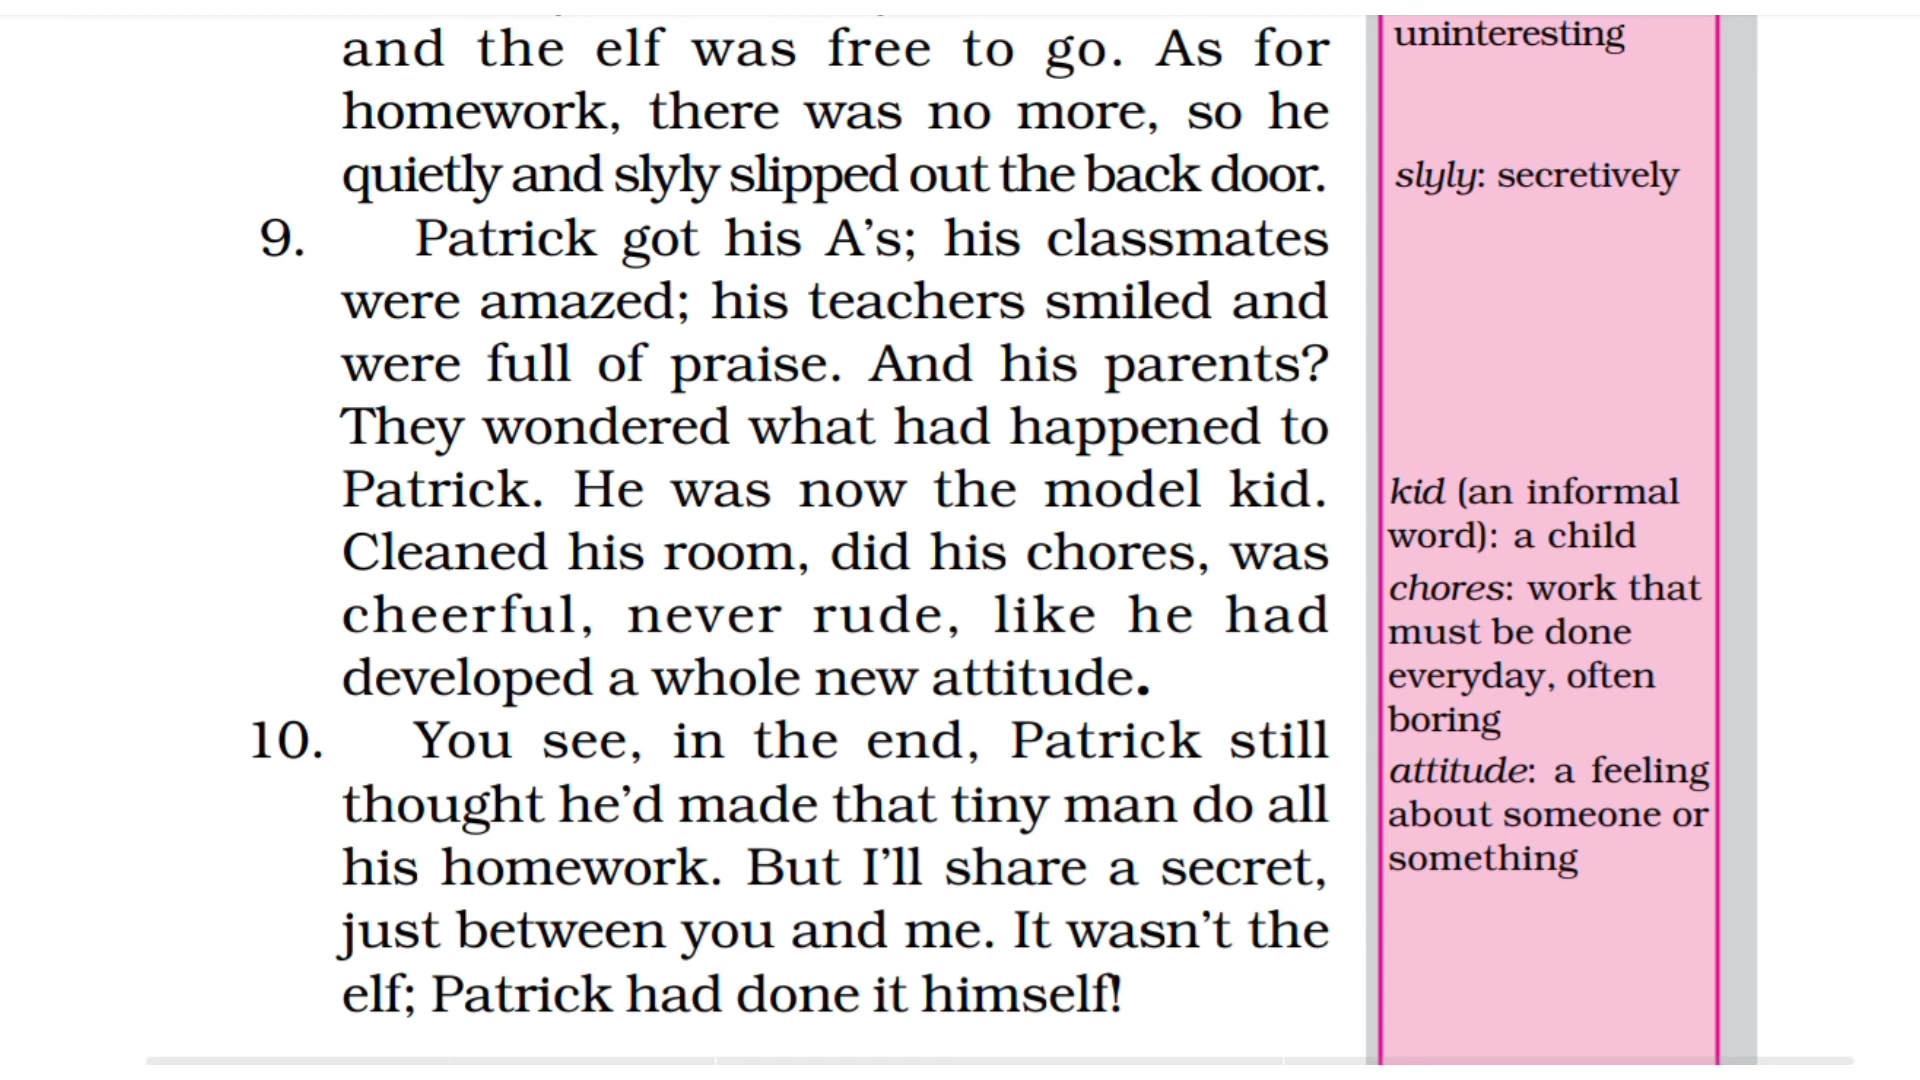 and the elf was free to go. As for
homework, there was no more, so he
quietly and slyly slipped out the back door.
9. Patrick got his A's; his classmates
were amazed; his teachers smiled and
were full of praise. And his parents?
They wondered what had happened to
Patrick. He was now the model kid.
Cleaned his room, did his chores, was
cheerful, never rude, like he had
developed a whole new attitude.
10. You see, in the end, Patrick still
thought he'd made that tiny man do all
his homework. But I'll share a secret,
just between you and me. It wasn't the
elf; Patrick had done it himself!
uninteresting
slyly: secretively
kid (an informal
word): a child
chores: work that
must be done
everyday, often
boring
attitude: a feeling
about someone or
something